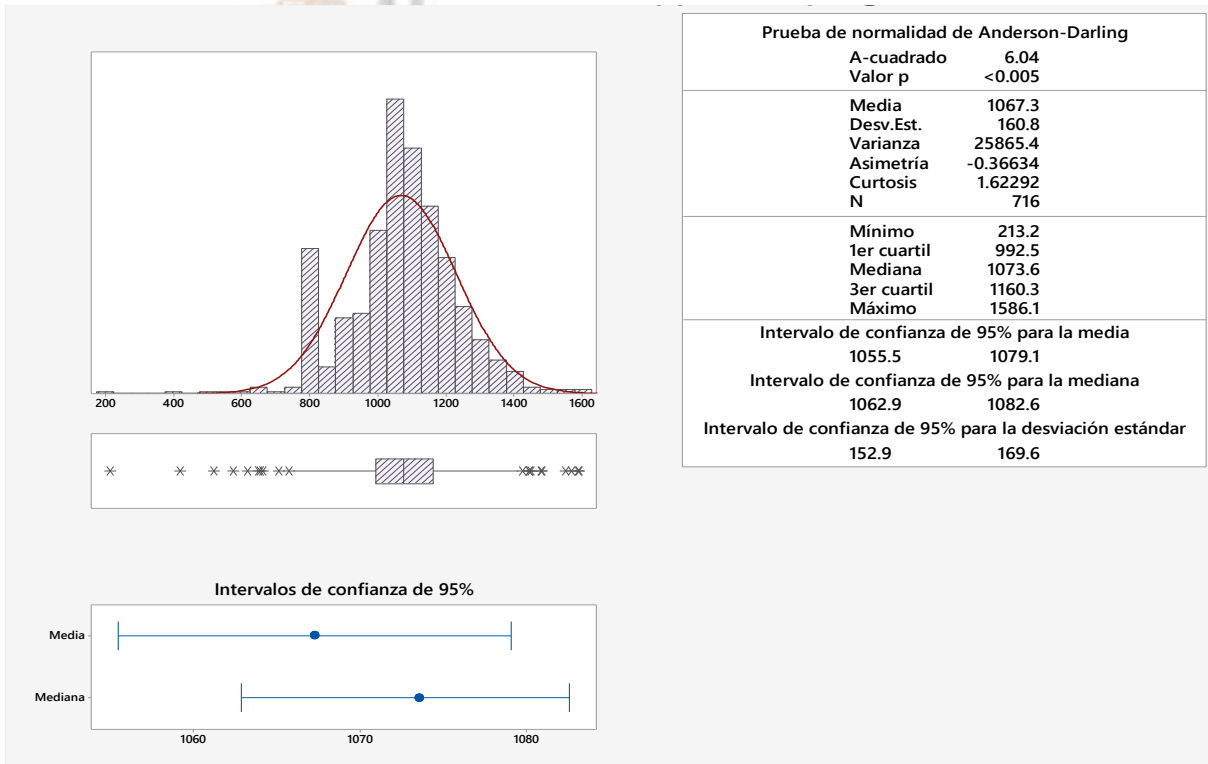 Prueba de normalidad de Anderson-Darling
A-cuadrado 6.04
Valor p <0.005
Media 1067.3
Desv.Est. 160.8
Varianza 25865.4
Asimetría -0.36634
Curtosis 1.62292
N 716
Mínimo 213.2
1er cuartil 992.5
Mediana 1073.6
3er cuartil 1160.3
Máximo 1586.1
Intervalo de confianza de 95% para la media
1055.5 1079.1
Intervalo de confianza de 95% para la mediana
1062.9 1082.6
Intervalo de confianza de 95% para la desviación estándar
152.9 169.6
200 400 600 800 1000 1200 1400 1600
Intervalos de confianza de 95%
Media
Mediana
1060 1070 1080